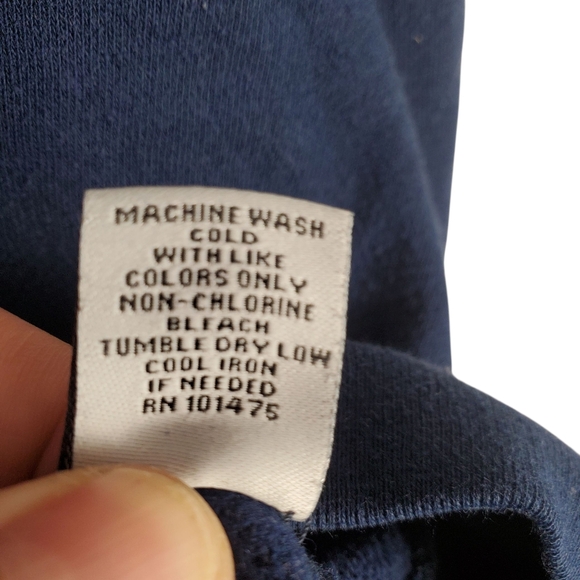 MACHINE WASH
COLD
WITH LIKE
COLORS ONLY
NON-CHLORINE
BLEACH
TUMBLE DRY LOW
COOL IRON
IF NEEDED
RN 101475